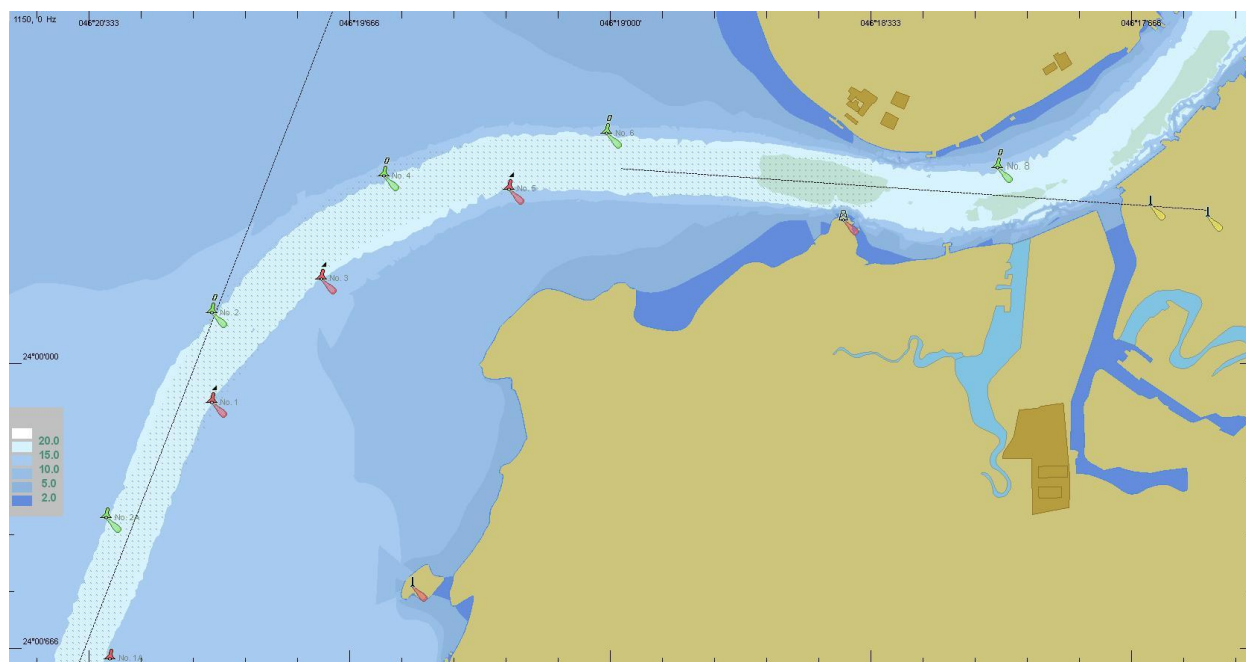 1150, 0 Hz
046°20'333 046°19'666 046°19'000' 046°18'333 046°17'666
No. 6
No. 4
No. 8
No. 5
No. 3
No. 2
24°00'000
No. 1
20.0
15.0
10.0
5.0
2.0
No. 2A
24°00'666
No. 1A